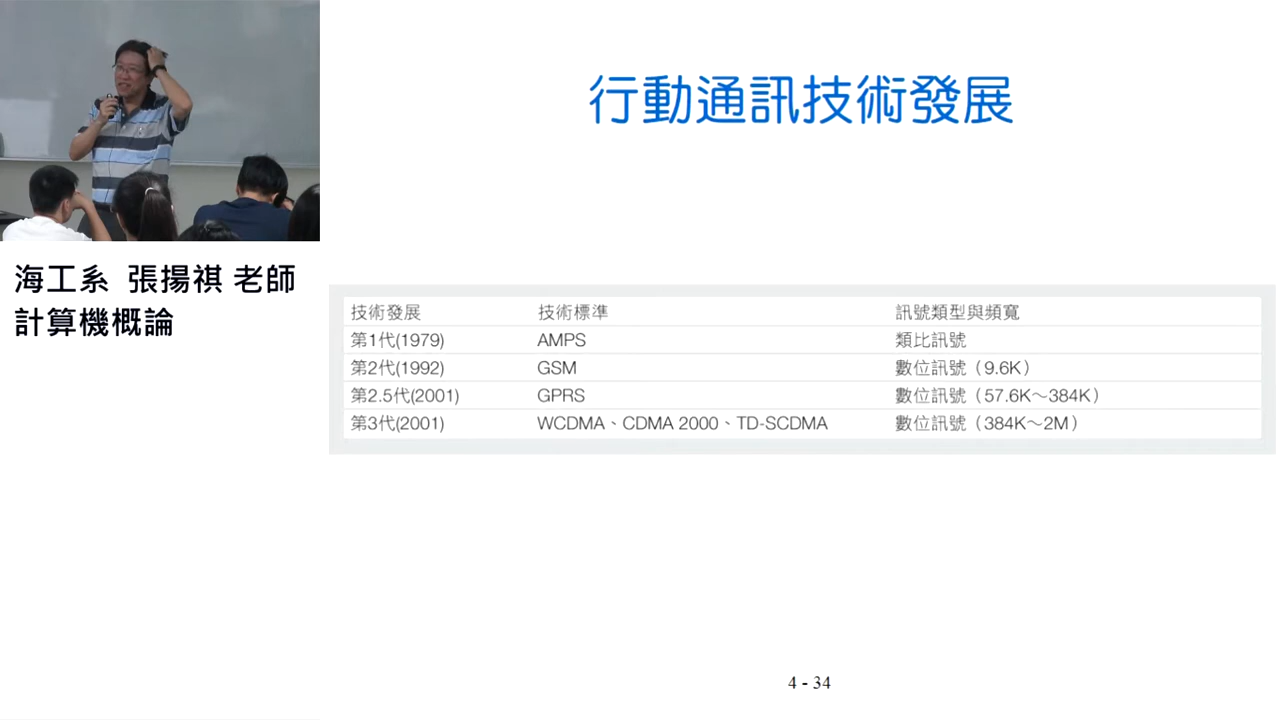 行動通訊技術發展
海工系 張揚祺 老師
計算機概論
技術發展 技術標準 訊號類型與頻寬
第1代(1979) AMPS 類比訊號
第2代(1992) GSM 數位訊號（9.6K）
第2.5代(2001) GPRS 數位訊號（57.6K～384K）
第3代(2001) WCDMA、CDMA 2000、TD-SCDMA 數位訊號（384K～2M）
4 - 34